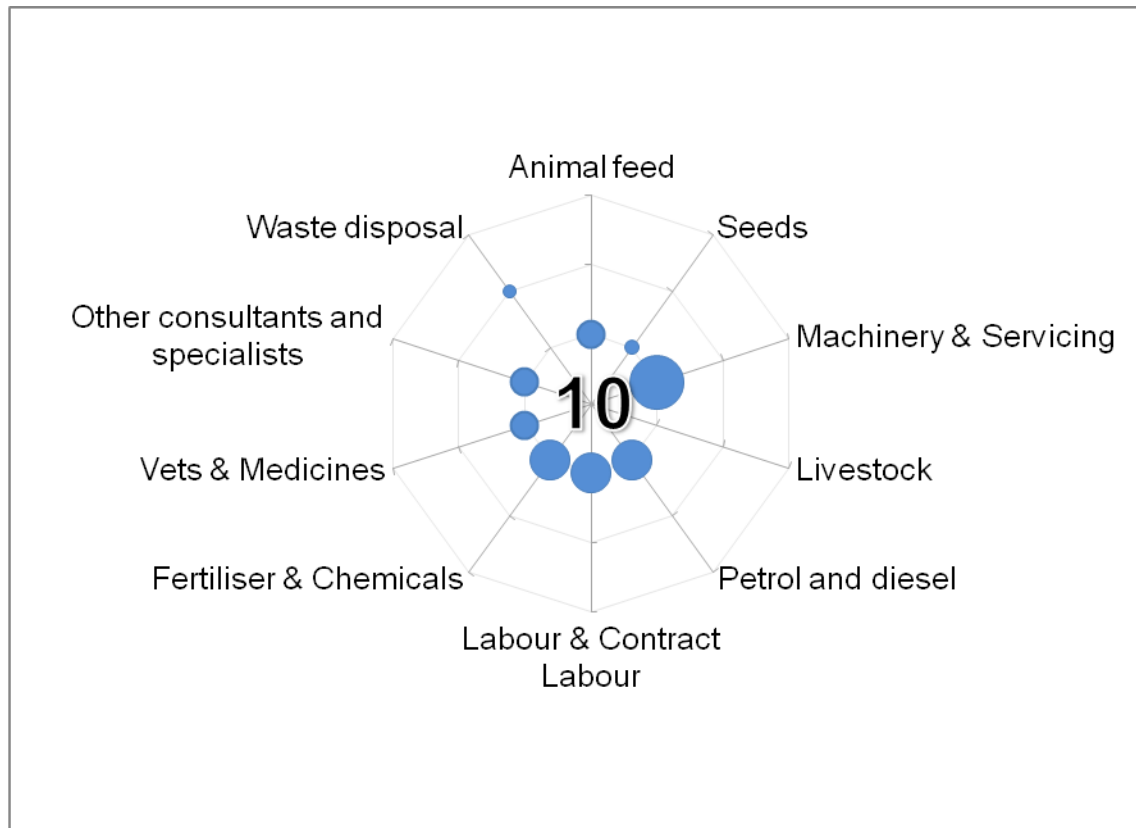 Animal feed
Waste disposal
Seeds
Other consultants and
specialists
Machinery & Servicing
10
Vets & Medicines
Livestock
Fertiliser & Chemicals
Petrol and diesel
Labour & Contract
Labour